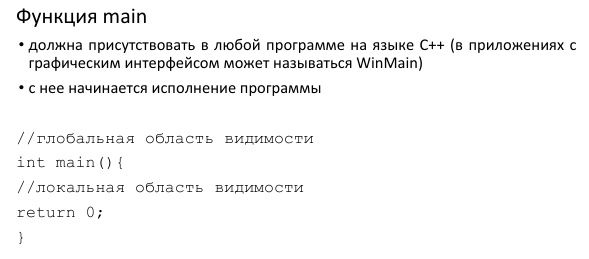 Функция main
• должна присутствовать в любой программе на языке C++ (в приложениях с
графическим интерфейсом может называться WinMain)
• с нее начинается исполнение программы
//глобальная область видимости
int main(){
//локальная область видимости
return 0;
}